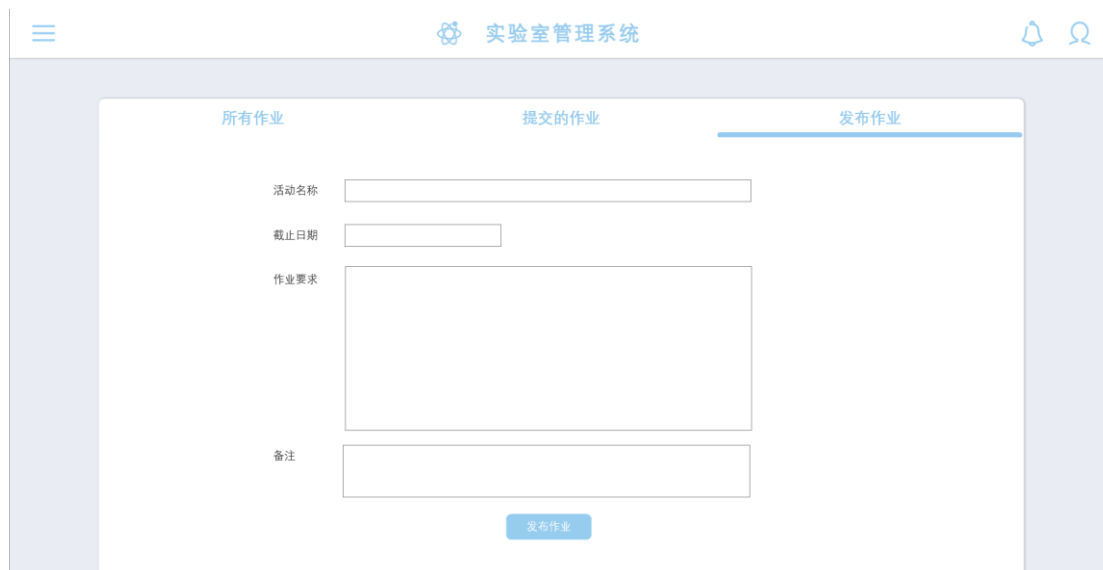 实验室管理系统
所有作业 提交的作业 发布作业
活动名称
截止日期
作业要求
备注
发布作业